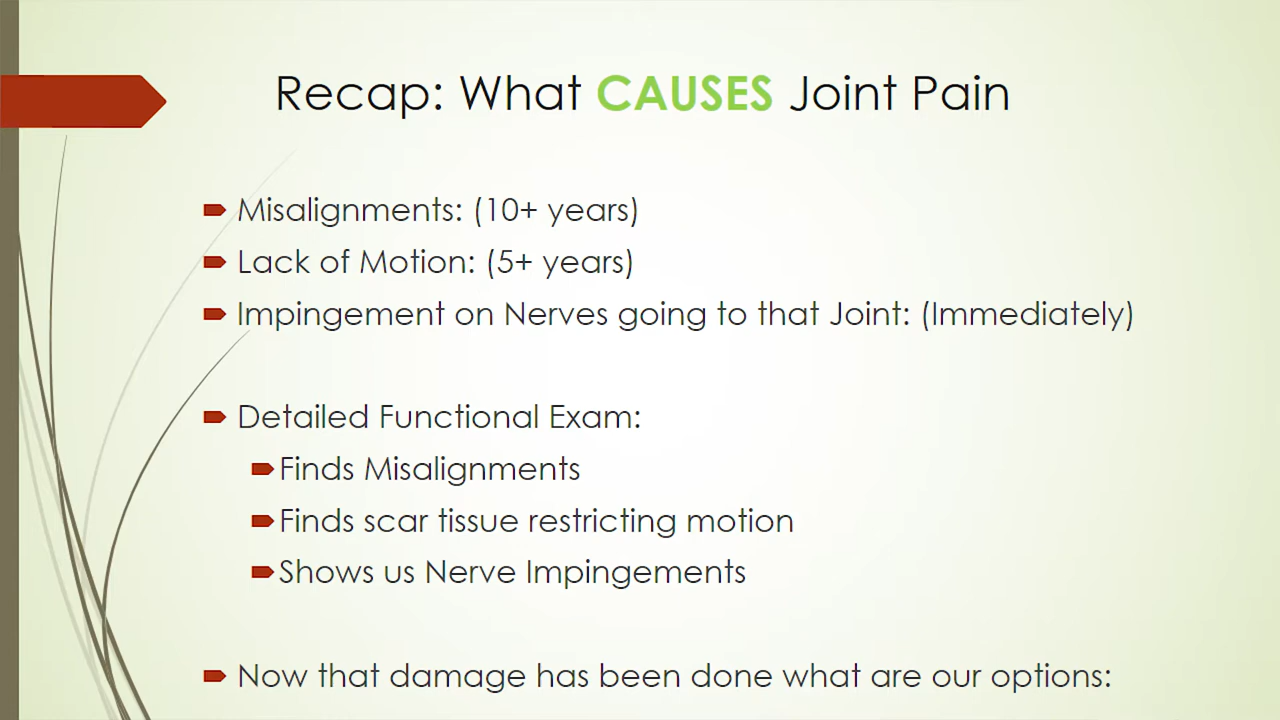 Recap: What CAUSES Joint Pain
Misalignments: (10+ years)
Lack of Motion: (5+ years)
Impingement on Nerves going to that Joint: (Immediately)
Detailed Functional Exam:
Finds Misalignments
Finds scar tissue restricting motion
Shows us Nerve Impingements
Now that damage has been done what are our options: